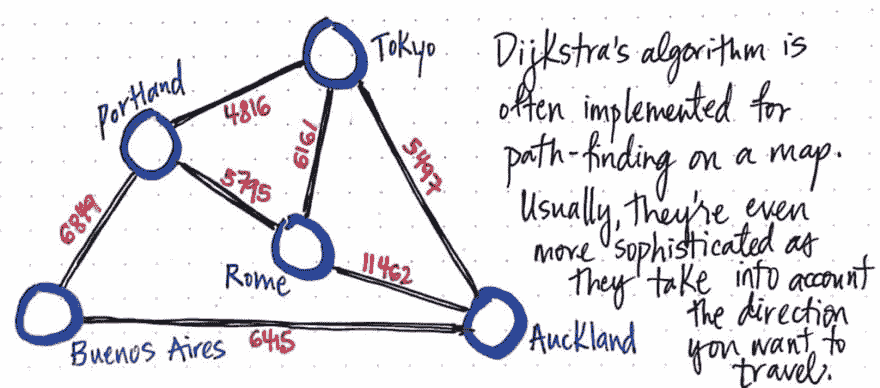 Tokyo
Portland
4816
6161
5497
5795
6849
Rome
11462
Buenos Aires
6415
Auckland
Dijkstra's algorithm is
often implemented for
path-finding on a map.
Usually, they're even
more sophisticated as
they take into account
the direction
you want to
travel.